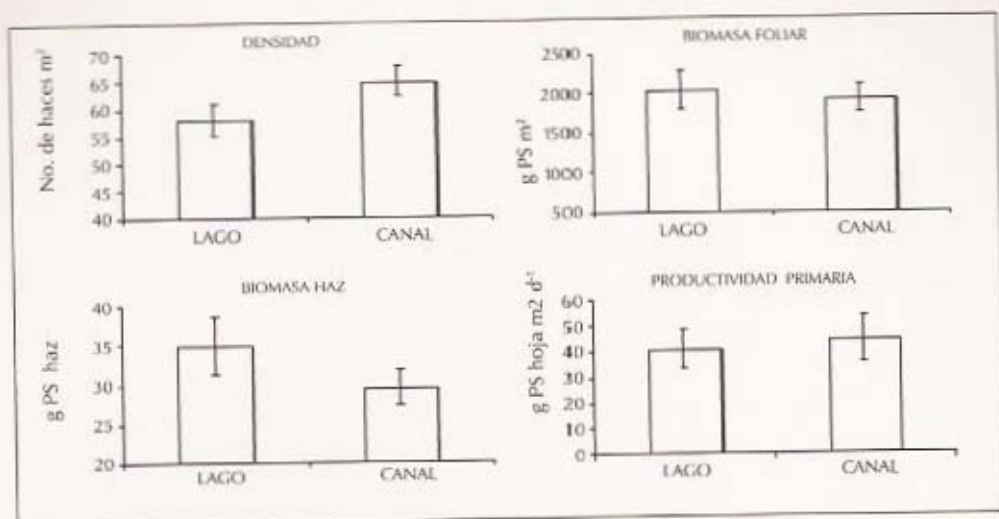 DENSIDAD
No. de haces m²
70
65
60
55
50
45
40
LAGO
CANAL
BIOMASA FOLIAR
g PS m²
2500
2000
1500
1000
500
LAGO
CANAL
BIOMASA HAZ
g PS haz
40
35
30
25
20
LAGO
CANAL
PRODUCTIVIDAD PRIMARIA
g PS hoja m2 d⁻¹
60
50
40
30
20
10
0
LAGO
CANAL